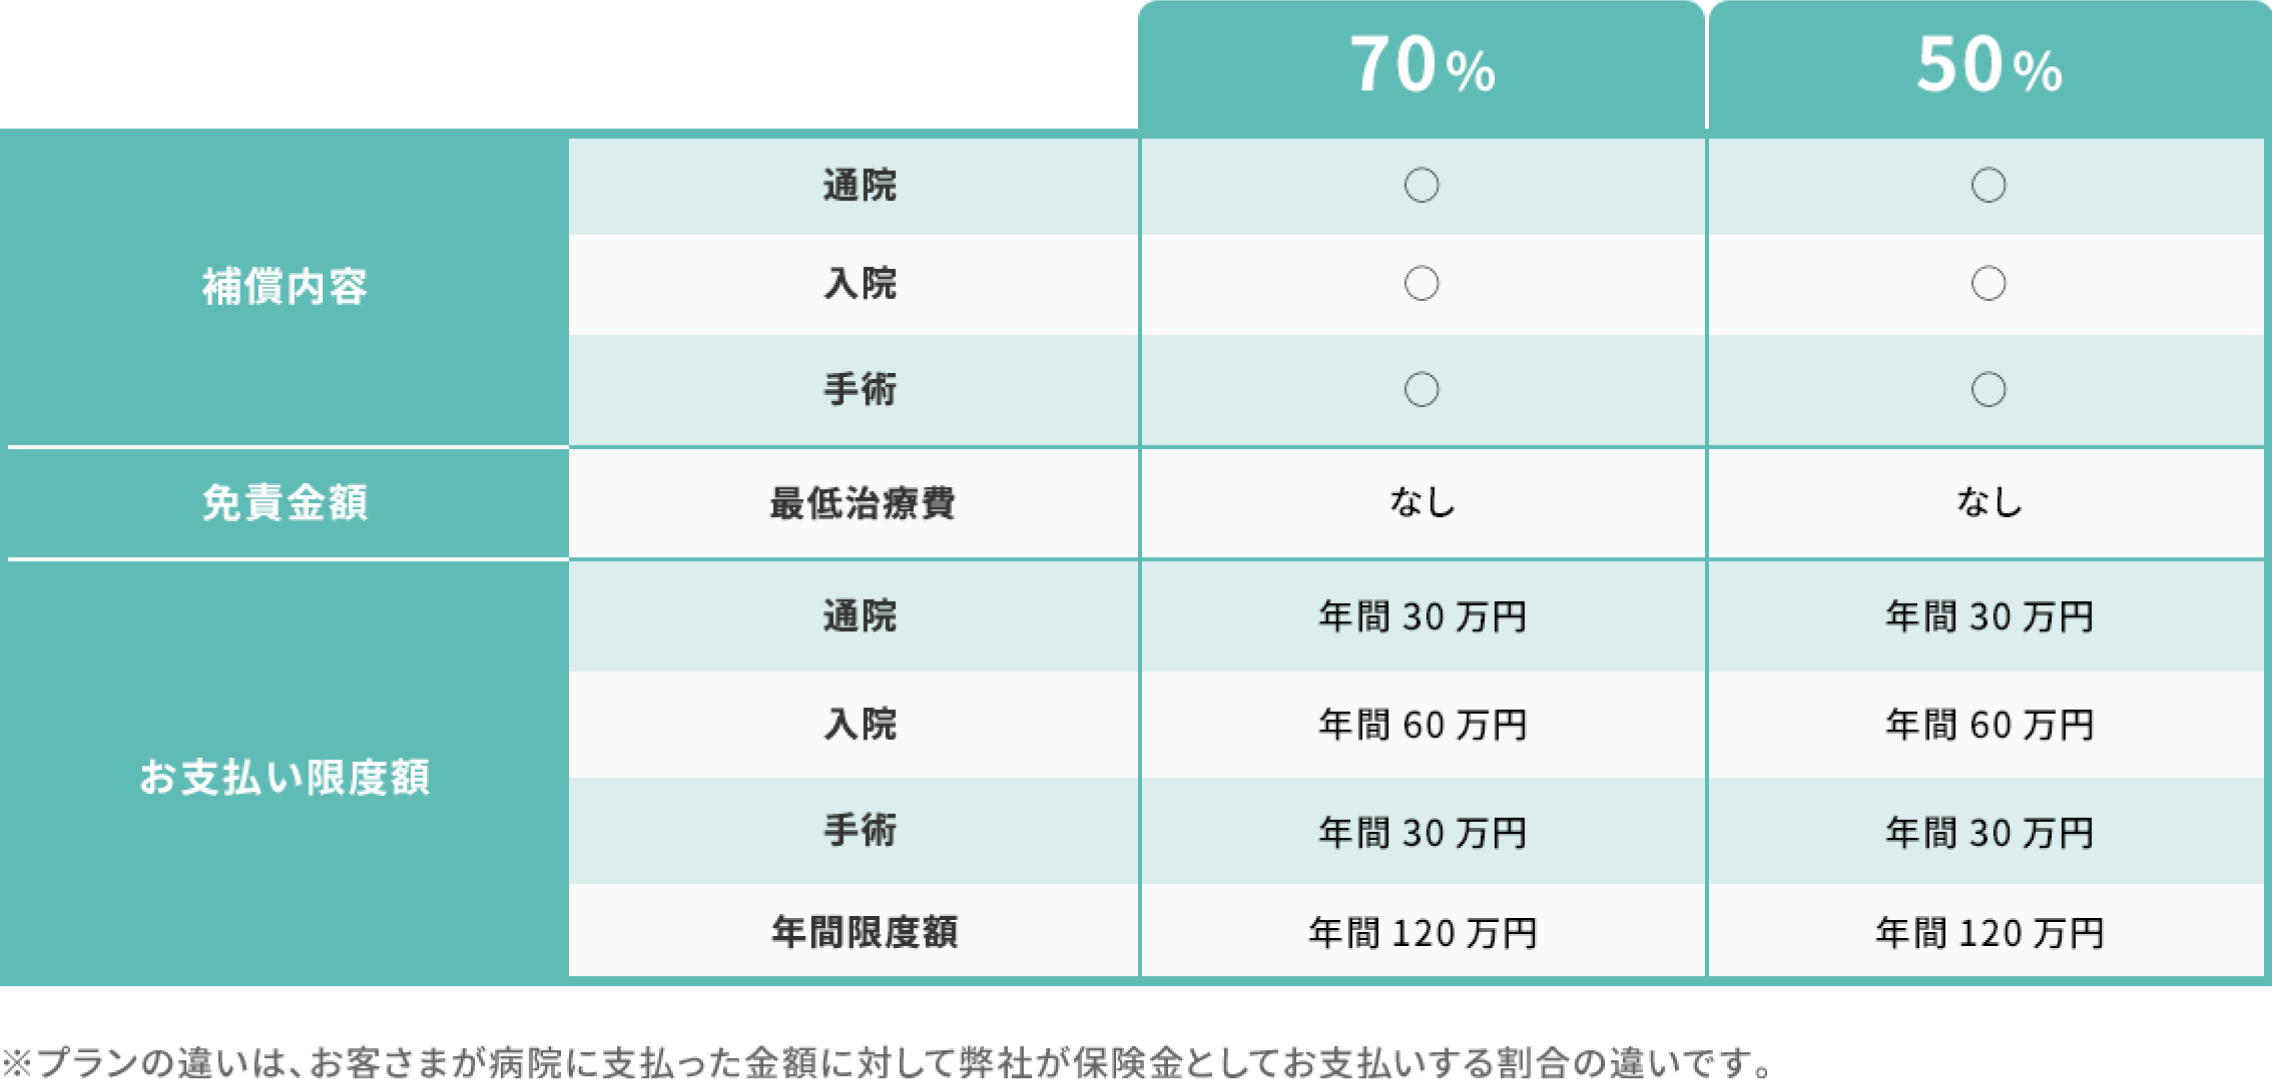 70% 50%
補償内容 通院 ○ ○
入院 ○ ○
手術 ○ ○
免責金額 最低治療費 なし なし
お支払い限度額 通院 年間 30 万円 年間 30 万円
入院 年間 60 万円 年間 60 万円
手術 年間 30 万円 年間 30 万円
年間限度額 年間 120 万円 年間 120 万円
※プランの違いは、お客さまが病院に支払った金額に対して弊社が保険金としてお支払いする割合の違いです。